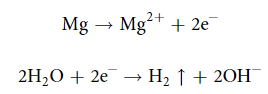 Mg → Mg²⁺ + 2e⁻
2H₂O + 2e⁻ → H₂ ↑ + 2OH⁻